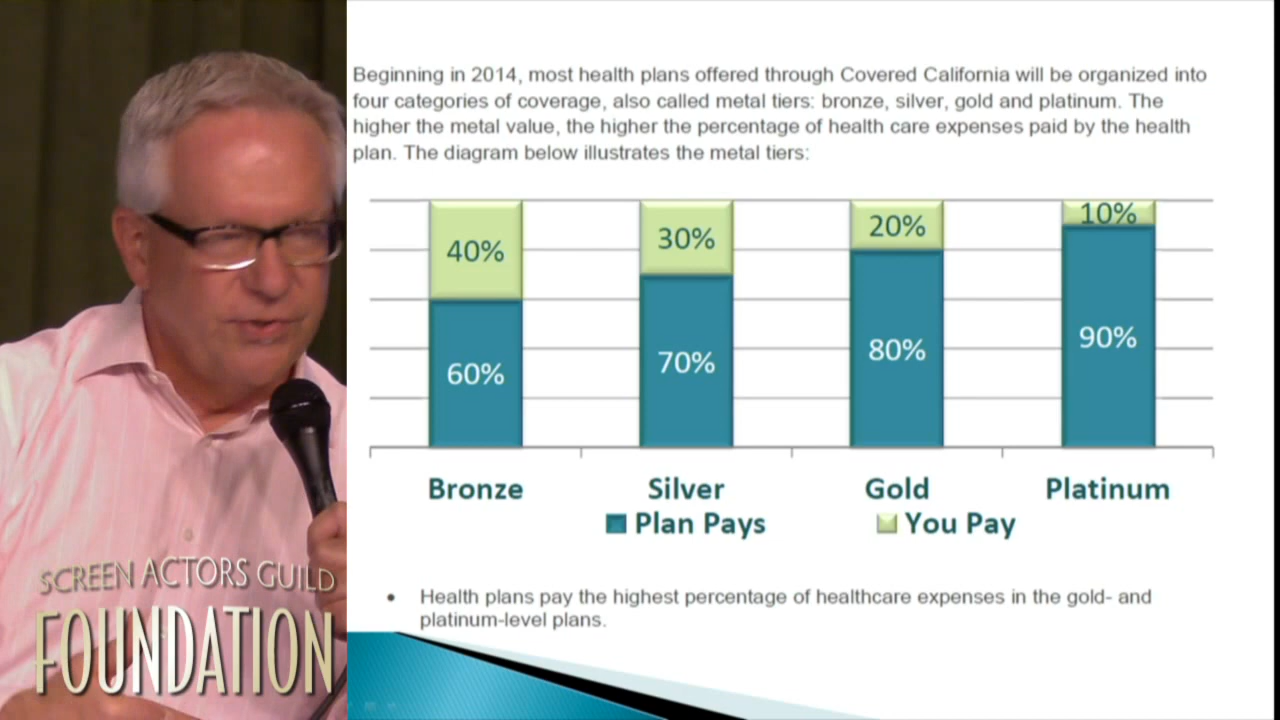 Beginning in 2014, most health plans offered through Covered California will be organized into
four categories of coverage, also called metal tiers: bronze, silver, gold and platinum. The
higher the metal value, the higher the percentage of health care expenses paid by the health
plan. The diagram below illustrates the metal tiers:
40% 30% 20% 10%
60% 70% 80% 90%
Bronze Silver Gold Platinum
Plan Pays You Pay
• Health plans pay the highest percentage of healthcare expenses in the gold- and
platinum-level plans.
SCREEN ACTORS GUILD
FOUNDATION